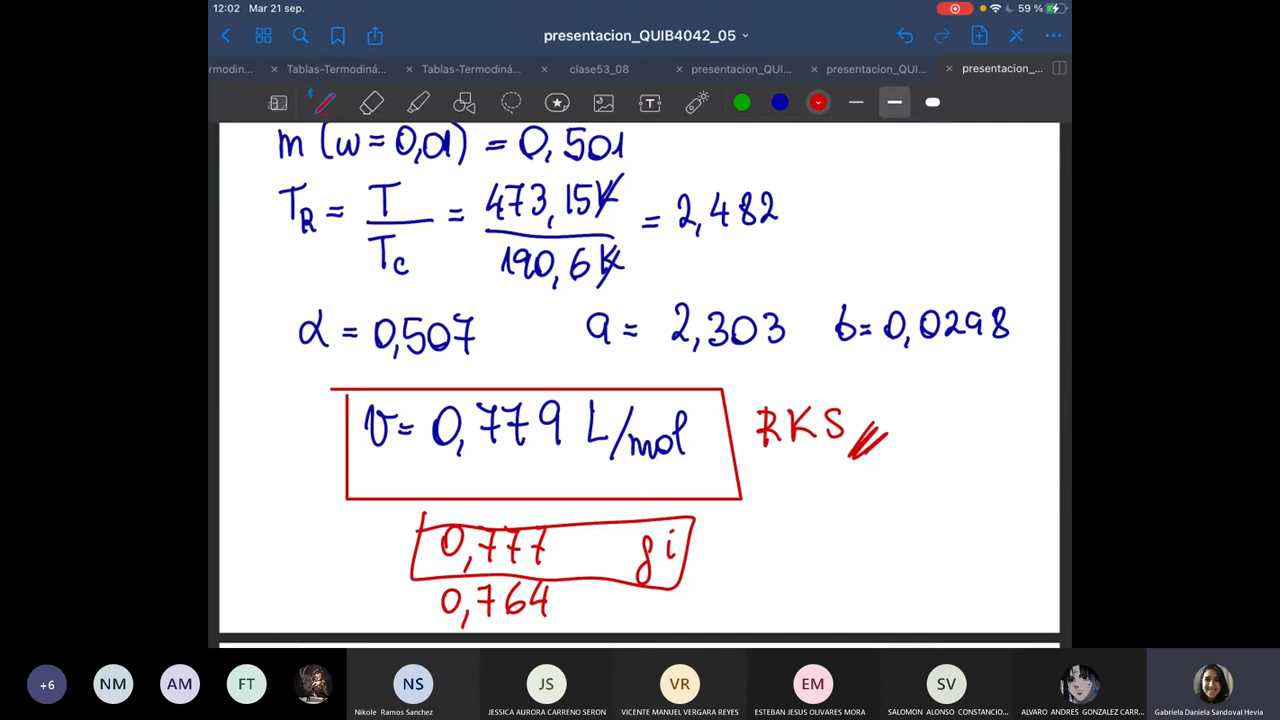 12:02 Mar 21 sep.
59 %
presentacion_QUIB4042_05
ermodin...
Tablas-Termodiná...
Tablas-Termodiná...
clase53_08
presentacion_QUI...
presentacion_QUI...
presentacion_...
m (ω = 0,01) = 0,501
T_R = T / T_C = 473,15K / 190,6K = 2,482
α = 0,507 a = 2,303 b = 0,0298
v = 0,779 L/mol RKS
0,777 gi
0,764
+6
NM
AM
FT
NS
JS
VR
EM
SV
Nikole Ramos Sanchez
JESSICA AURORA CARRENO SERON
VICENTE MANUEL VERGARA REYES
ESTEBAN JESUS OLIVARES MORA
SALOMON ALONSO CONSTANCIO...
ALVARO ANDRES GONZALEZ CARR...
Gabriela Daniela Sandoval Hevia